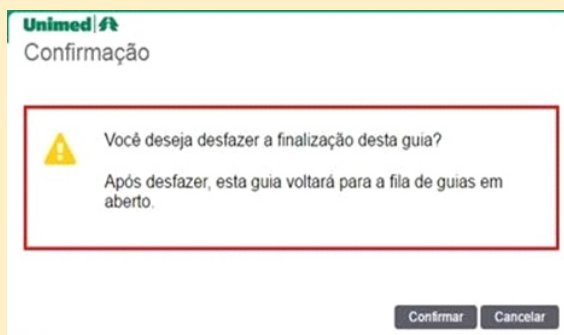 Unimed
Confirmação
Você deseja desfazer a finalização desta guia?
Após desfazer, esta guia voltará para a fila de guias em
aberto.
Confirmar Cancelar